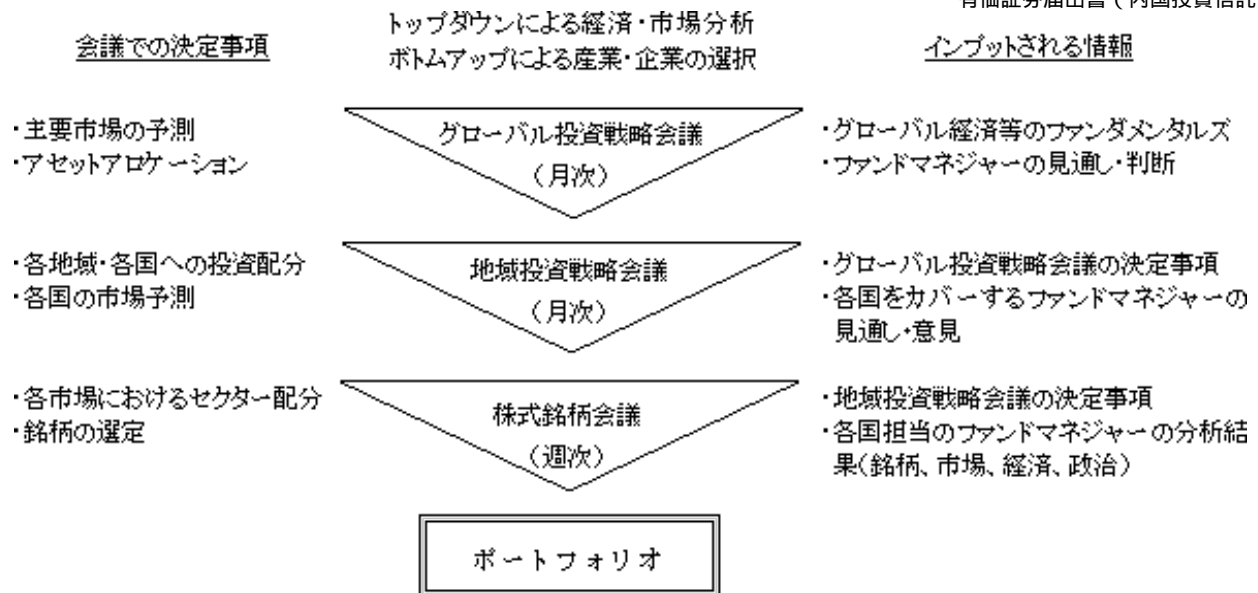 有価証券届出書（内国投資信託
トップダウンによる経済・市場分析
ボトムアップによる産業・企業の選択
会議での決定事項
インプットされる情報
・主要市場の予測
・アセットアロケーション
グローバル投資戦略会議
（月次）
・グローバル経済等のファンダメンタルズ
・ファンドマネジャーの見通し・判断
・各地域・各国への投資配分
・各国の市場予測
地域投資戦略会議
（月次）
・グローバル投資戦略会議の決定事項
・各国をカバーするファンドマネジャーの
見通し・意見
・各市場におけるセクター配分
・銘柄の選定
株式銘柄会議
（週次）
・地域投資戦略会議の決定事項
・各国担当のファンドマネジャーの分析結
果（銘柄、市場、経済、政治）
ポートフォリオ